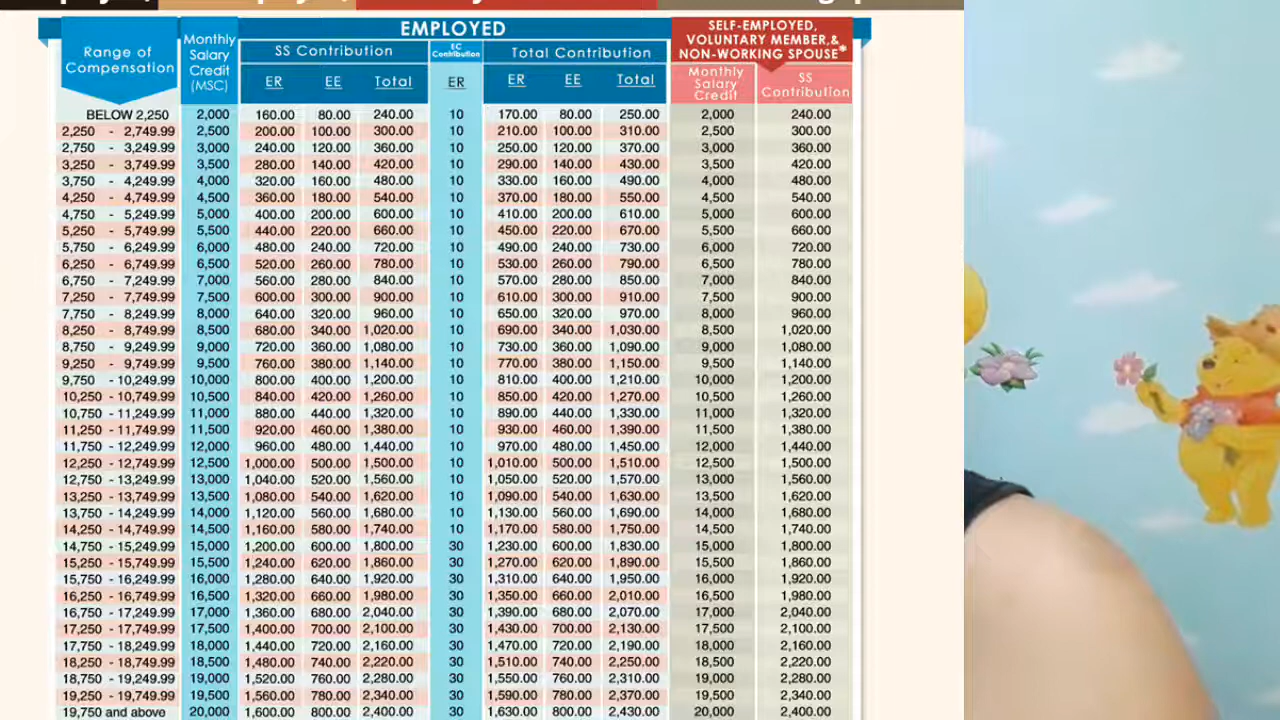 EMPLOYED
SELF-EMPLOYED,
VOLUNTARY MEMBER,&
NON-WORKING SPOUSE*
Range of
Compensation
Monthly
Salary
Credit
(MSC)
SS Contribution
EC
Contribution
Total Contribution
Monthly
Salary
Credit
SS
Contribution
ER EE Total ER ER EE Total
BELOW 2,250 2,000 160.00 80.00 240.00 10 170.00 80.00 250.00 2,000 240.00
2,250 - 2,749.99 2,500 200.00 100.00 300.00 10 210.00 100.00 310.00 2,500 300.00
2,750 - 3,249.99 3,000 240.00 120.00 360.00 10 250.00 120.00 370.00 3,000 360.00
3,250 - 3,749.99 3,500 280.00 140.00 420.00 10 290.00 140.00 430.00 3,500 420.00
3,750 - 4,249.99 4,000 320.00 160.00 480.00 10 330.00 160.00 490.00 4,000 480.00
4,250 - 4,749.99 4,500 360.00 180.00 540.00 10 370.00 180.00 550.00 4,500 540.00
4,750 - 5,249.99 5,000 400.00 200.00 600.00 10 410.00 200.00 610.00 5,000 600.00
5,250 - 5,749.99 5,500 440.00 220.00 660.00 10 450.00 220.00 670.00 5,500 660.00
5,750 - 6,249.99 6,000 480.00 240.00 720.00 10 490.00 240.00 730.00 6,000 720.00
6,250 - 6,749.99 6,500 520.00 260.00 780.00 10 530.00 260.00 790.00 6,500 780.00
6,750 - 7,249.99 7,000 560.00 280.00 840.00 10 570.00 280.00 850.00 7,000 840.00
7,250 - 7,749.99 7,500 600.00 300.00 900.00 10 610.00 300.00 910.00 7,500 900.00
7,750 - 8,249.99 8,000 640.00 320.00 960.00 10 650.00 320.00 970.00 8,000 960.00
8,250 - 8,749.99 8,500 680.00 340.00 1,020.00 10 690.00 340.00 1,030.00 8,500 1,020.00
8,750 - 9,249.99 9,000 720.00 360.00 1,080.00 10 730.00 360.00 1,090.00 9,000 1,080.00
9,250 - 9,749.99 9,500 760.00 380.00 1,140.00 10 770.00 380.00 1,150.00 9,500 1,140.00
9,750 - 10,249.99 10,000 800.00 400.00 1,200.00 10 810.00 400.00 1,210.00 10,000 1,200.00
10,250 - 10,749.99 10,500 840.00 420.00 1,260.00 10 850.00 420.00 1,270.00 10,500 1,260.00
10,750 - 11,249.99 11,000 880.00 440.00 1,320.00 10 890.00 440.00 1,330.00 11,000 1,320.00
11,250 - 11,749.99 11,500 920.00 460.00 1,380.00 10 930.00 460.00 1,390.00 11,500 1,380.00
11,750 - 12,249.99 12,000 960.00 480.00 1,440.00 10 970.00 480.00 1,450.00 12,000 1,440.00
12,250 - 12,749.99 12,500 1,000.00 500.00 1,500.00 10 1,010.00 500.00 1,510.00 12,500 1,500.00
12,750 - 13,249.99 13,000 1,040.00 520.00 1,560.00 10 1,050.00 520.00 1,570.00 13,000 1,560.00
13,250 - 13,749.99 13,500 1,080.00 540.00 1,620.00 10 1,090.00 540.00 1,630.00 13,500 1,620.00
13,750 - 14,249.99 14,000 1,120.00 560.00 1,680.00 10 1,130.00 560.00 1,690.00 14,000 1,680.00
14,250 - 14,749.99 14,500 1,160.00 580.00 1,740.00 10 1,170.00 580.00 1,750.00 14,500 1,740.00
14,750 - 15,249.99 15,000 1,200.00 600.00 1,800.00 30 1,230.00 600.00 1,830.00 15,000 1,800.00
15,250 - 15,749.99 15,500 1,240.00 620.00 1,860.00 30 1,270.00 620.00 1,890.00 15,500 1,860.00
15,750 - 16,249.99 16,000 1,280.00 640.00 1,920.00 30 1,310.00 640.00 1,950.00 16,000 1,920.00
16,250 - 16,749.99 16,500 1,320.00 660.00 1,980.00 30 1,350.00 660.00 2,010.00 16,500 1,980.00
16,750 - 17,249.99 17,000 1,360.00 680.00 2,040.00 30 1,390.00 680.00 2,070.00 17,000 2,040.00
17,250 - 17,749.99 17,500 1,400.00 700.00 2,100.00 30 1,430.00 700.00 2,130.00 17,500 2,100.00
17,750 - 18,249.99 18,000 1,440.00 720.00 2,160.00 30 1,470.00 720.00 2,190.00 18,000 2,160.00
18,250 - 18,749.99 18,500 1,480.00 740.00 2,220.00 30 1,510.00 740.00 2,250.00 18,500 2,220.00
18,750 - 19,249.99 19,000 1,520.00 760.00 2,280.00 30 1,550.00 760.00 2,310.00 19,000 2,280.00
19,250 - 19,749.99 19,500 1,560.00 780.00 2,340.00 30 1,590.00 780.00 2,370.00 19,500 2,340.00
19,750 and above 20,000 1,600.00 800.00 2,400.00 30 1,630.00 800.00 2,430.00 20,000 2,400.00